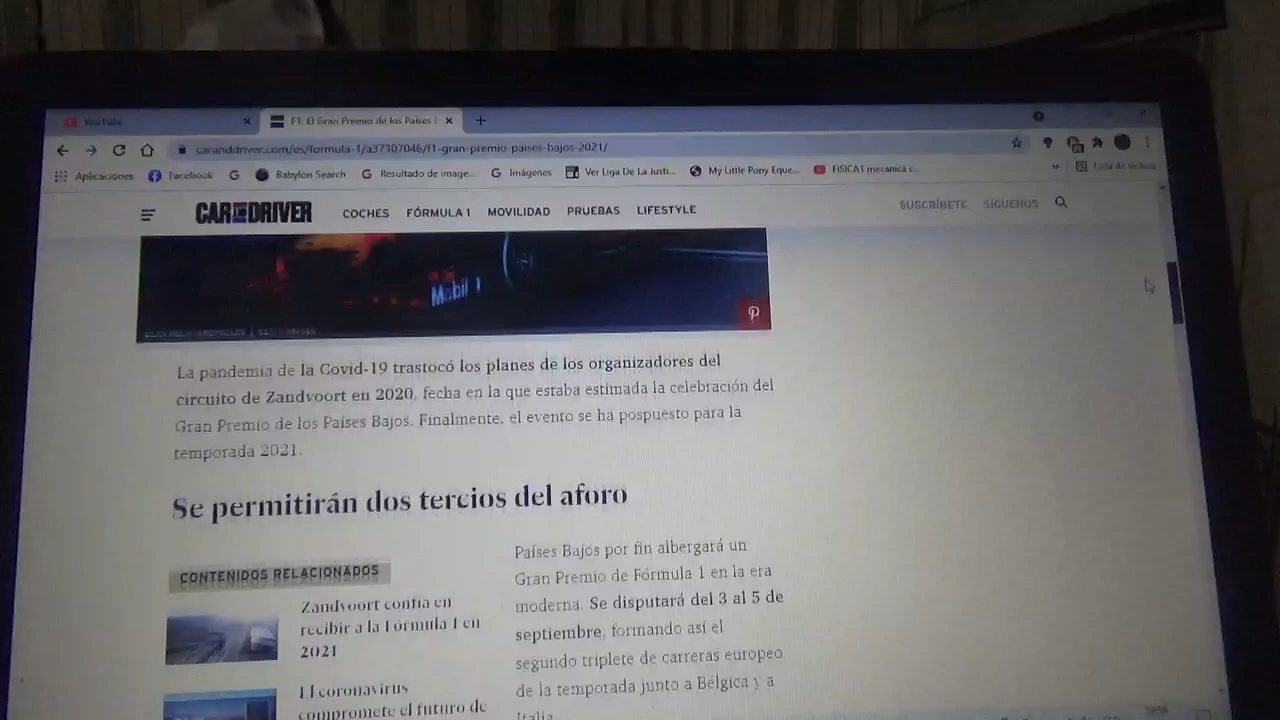 YouTube
F1: El Gran Premio de los Países
caranddriver.com/es/formula-1/a37307046/f1-gran-premio-paises-bajos-2021/
Aplicaciones Facebook Babylon Search Resultado de image... Imágenes Ver Liga De La Justi... My Little Pony Eque... FISICA1 mecanica c... » Lista de lectura
CAR DRIVER COCHES FÓRMULA 1 MOVILIDAD PRUEBAS LIFESTYLE SUSCRÍBETE SÍGUENOS
Mobil 1
La pandemia de la Covid-19 trastocó los planes de los organizadores del
circuito de Zandvoort en 2020, fecha en la que estaba estimada la celebración del
Gran Premio de los Países Bajos. Finalmente, el evento se ha pospuesto para la
temporada 2021.
Se permitirán dos tercios del aforo
CONTENIDOS RELACIONADOS
Zandvoort confía en
recibir a la Fórmula 1 en
2021
El coronavirus
compromete el futuro de
Países Bajos por fin albergará un
Gran Premio de Fórmula 1 en la era
moderna. Se disputará del 3 al 5 de
septiembre, formando así el
segundo triplete de carreras europeo
de la temporada junto a Bélgica y a
Italia